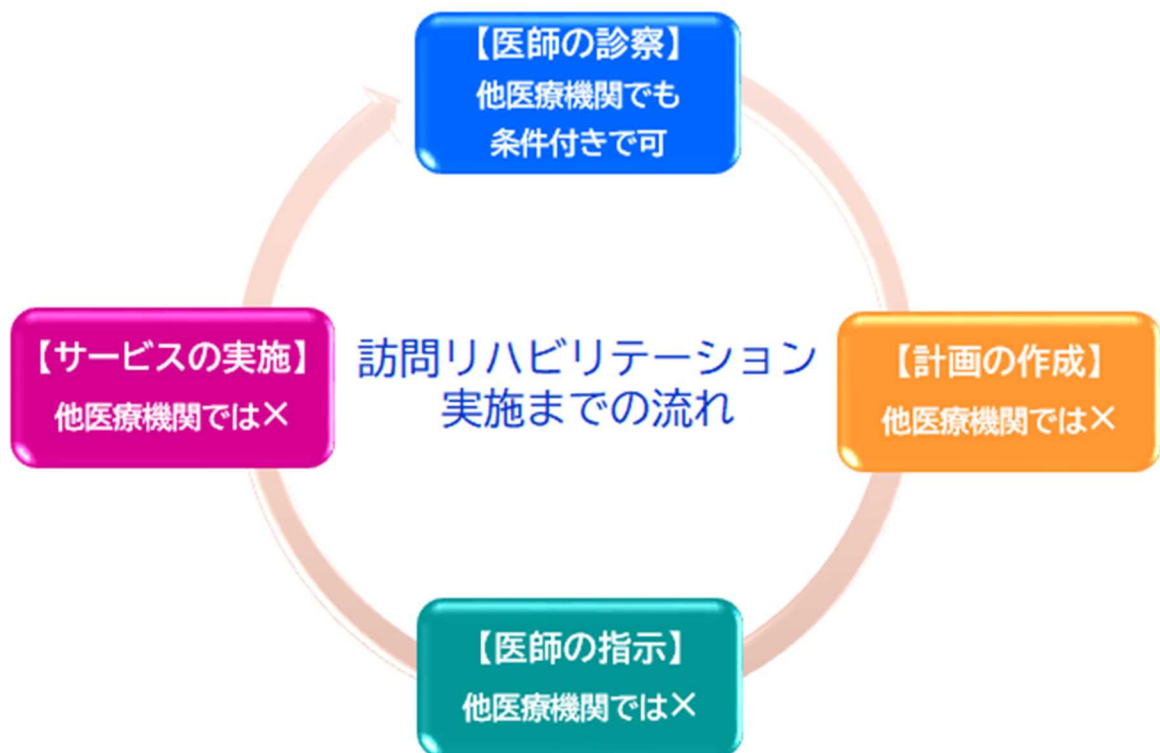 【医師の診察】
他医療機関でも
条件付きで可
【サービスの実施】
他医療機関では×
訪問リハビリテーション
実施までの流れ
【計画の作成】
他医療機関では×
【医師の指示】
他医療機関では×